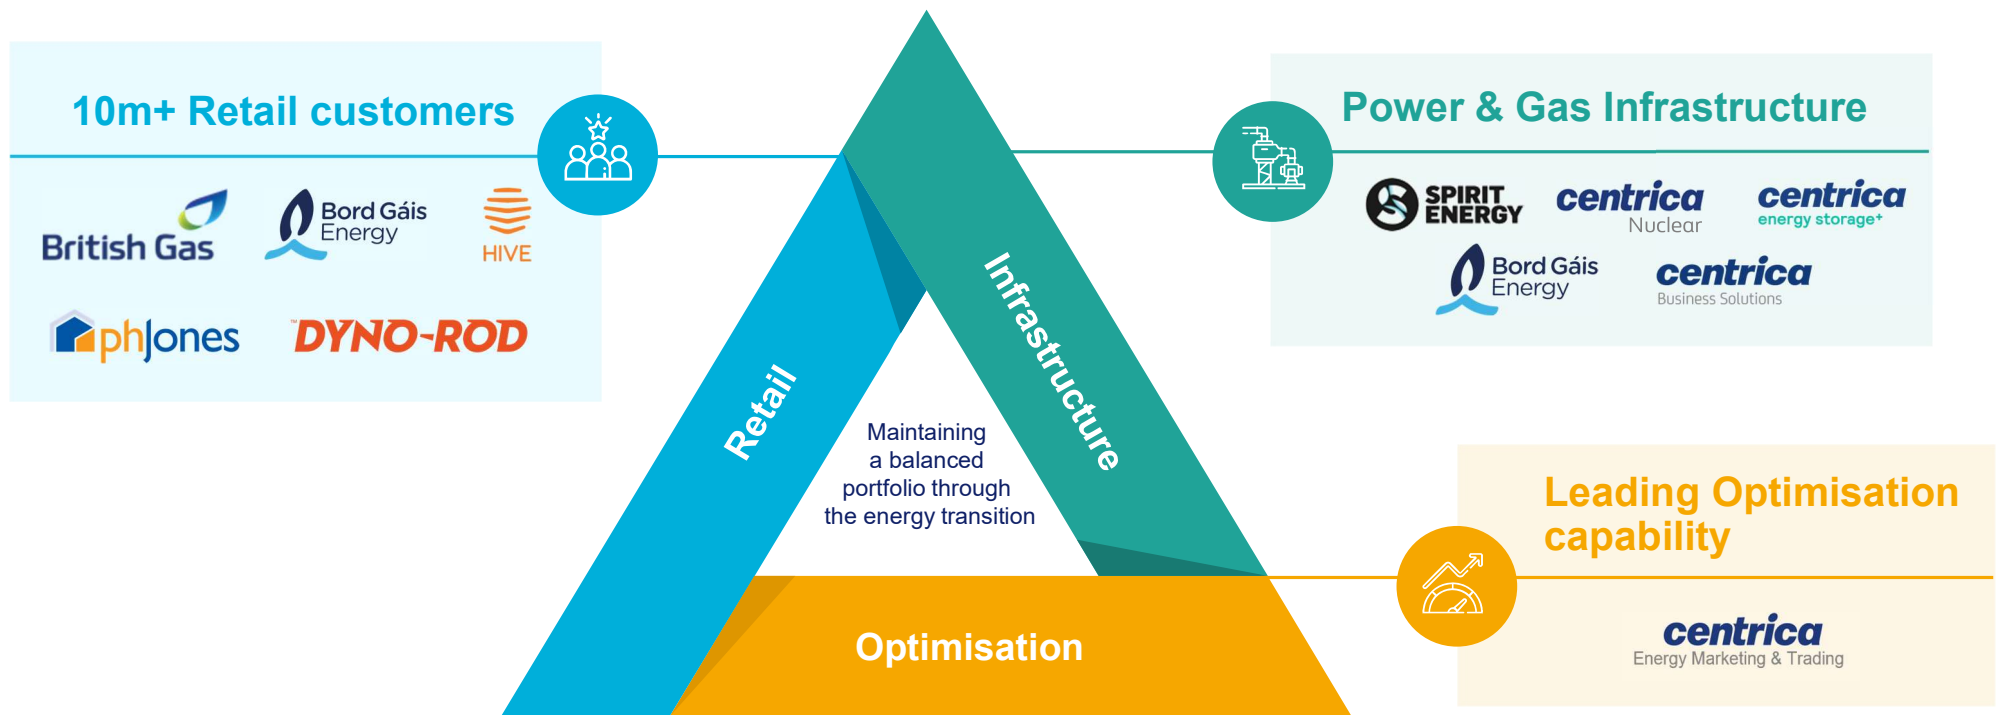 10m+ Retail customers
British Gas
Bord Gáis
Energy
HIVE
phJones
™DYNO-ROD
Power & Gas Infrastructure
SPIRIT
ENERGY
centrica
Nuclear
centrica
energy storage+
Bord Gáis
Energy
centrica
Business Solutions
Retail
Infrastructure
Maintaining
a balanced
portfolio through
the energy transition
Optimisation
Leading Optimisation
capability
centrica
Energy Marketing & Trading